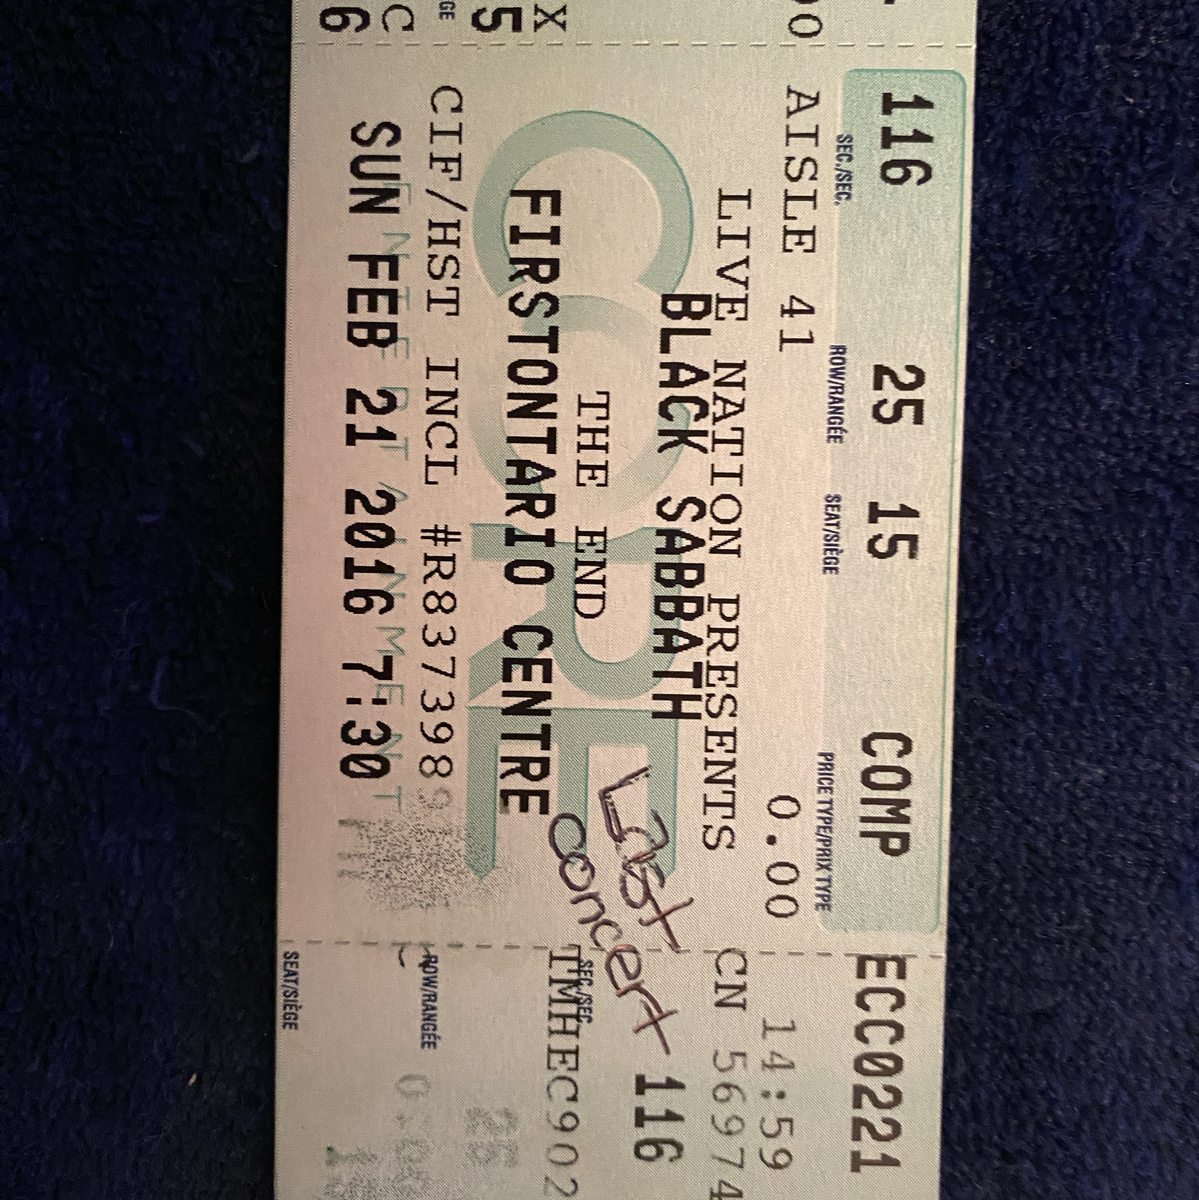 116 25 15 COMP ECC0221
SEC./SEC. ROW/RANGÉE SEAT/SIÈGE PRICE TYPE/PRIX TYPE
AISLE 41 0.00 14:59
LIVE NATION PRESENTS CN 56974
BLACK SABBATH 116
Last
concert
THE END SEC/SEC
FIRSTONTARIO CENTRE TMHEC902
CORE
CIF/HST INCL #R837398 ROW/RANGÉE
ENTERTAINMENT
SUN FEB 21 2016 7:30
SEAT/SIÈGE